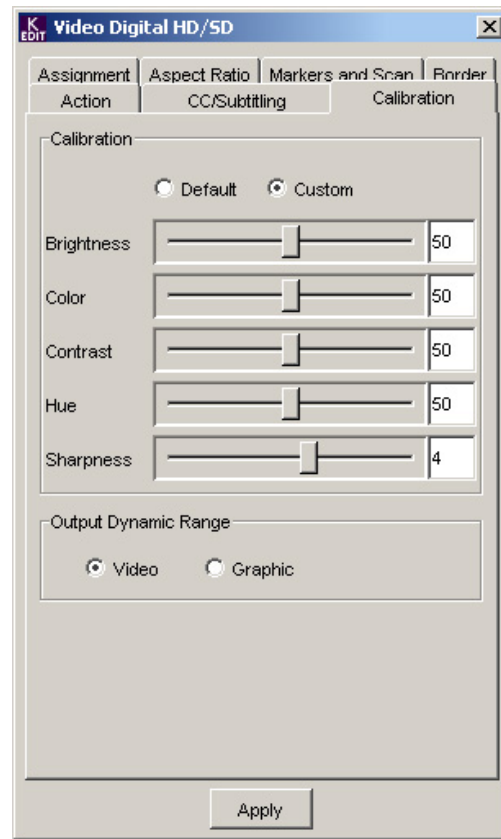 K EDIT Video Digital HD/SD
Assignment Aspect Ratio Markers and Scan Border
Action CC/Subtitling Calibration
Calibration
Default Custom
Brightness 50
Color 50
Contrast 50
Hue 50
Sharpness 4
Output Dynamic Range
Video Graphic
Apply